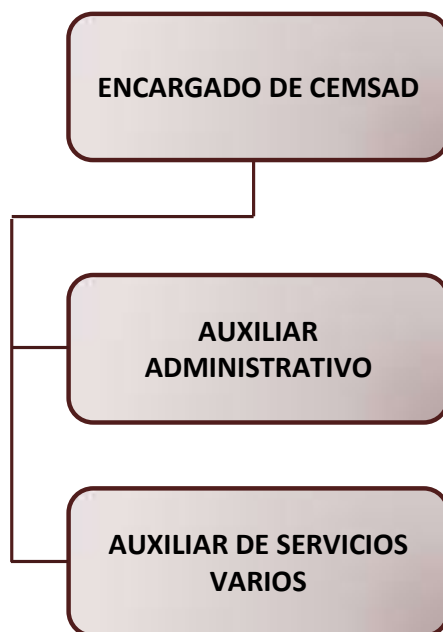 ENCARGADO DE CEMSAD
AUXILIAR
ADMINISTRATIVO
AUXILIAR DE SERVICIOS
VARIOS